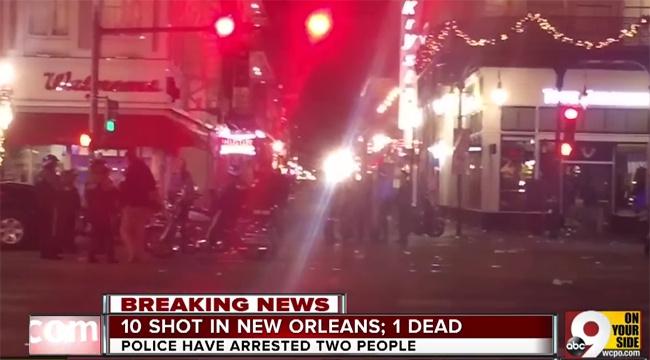 Walgreens
Krystal
BREAKING NEWS
10 SHOT IN NEW ORLEANS; 1 DEAD
POLICE HAVE ARRESTED TWO PEOPLE
com
abc 9 ON YOUR SIDE
wcpo.com